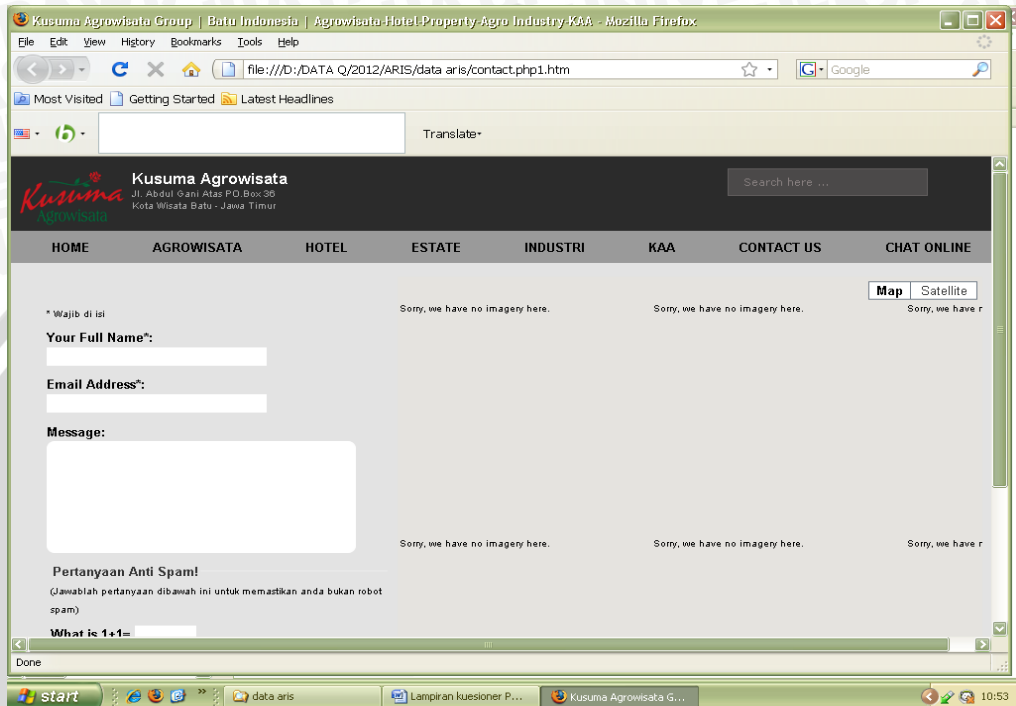 Kusuma Agrowisata Group | Batu Indonesia | Agrowisata-Hotel-Property-Agro Industry-KAA - Mozilla Firefox
File Edit View History Bookmarks Tools Help
file:///D:/DATA Q/2012/ARIS/data aris/contact.php1.htm
G Google
Most Visited Getting Started Latest Headlines
Translate
Kusuma Agrowisata
Kusuma Agrowisata
Jl. Abdul Gani Atas P.O.Box 36
Kota Wisata Batu - Jawa Timur
Search here ...
HOME AGROWISATA HOTEL ESTATE INDUSTRI KAA CONTACT US CHAT ONLINE
Map Satellite
* Wajib di isi
Sorry, we have no imagery here. Sorry, we have no imagery here. Sorry, we have r
Your Full Name*:
Email Address*:
Message:
Sorry, we have no imagery here. Sorry, we have no imagery here. Sorry, we have r
Pertanyaan Anti Spam!
(Jawablah pertanyaan dibawah ini untuk memastikan anda bukan robot
spam)
What is 1+1=
Done
start data aris Lampiran kuesioner P... Kusuma Agrowisata G... 10:53